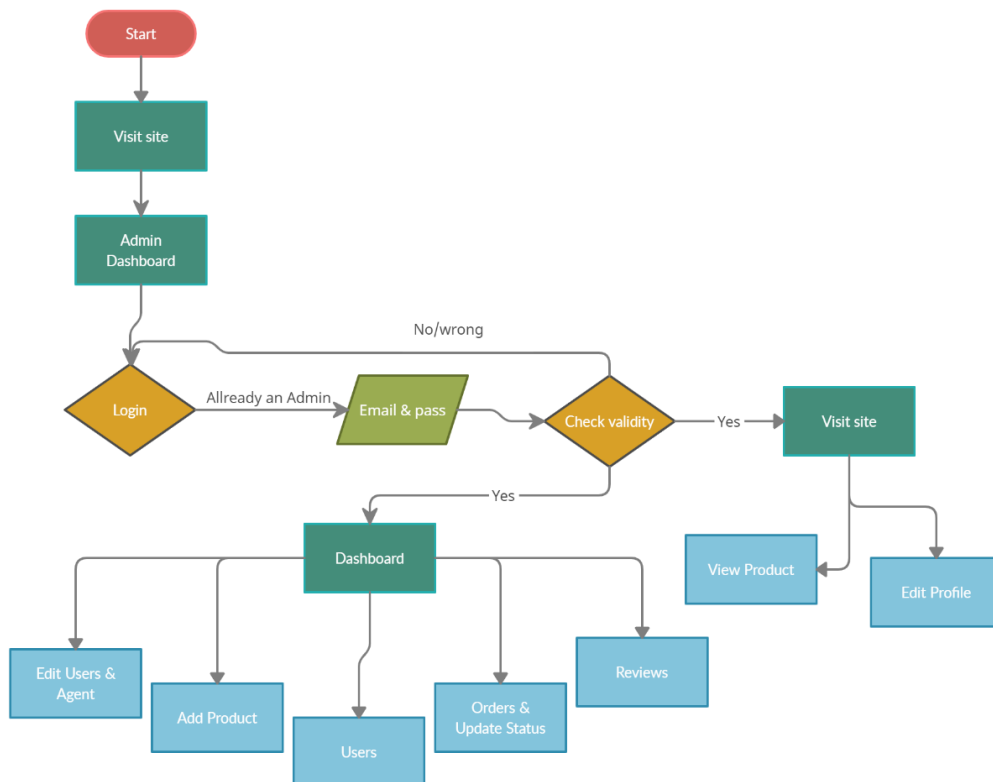 Start
Visit site
Admin
Dashboard
No/wrong
Login
Allready an Admin
Email & pass
Check validity
Yes
Visit site
Yes
Dashboard
View Product
Edit Profile
Edit Users &
Agent
Add Product
Users
Orders &
Update Status
Reviews